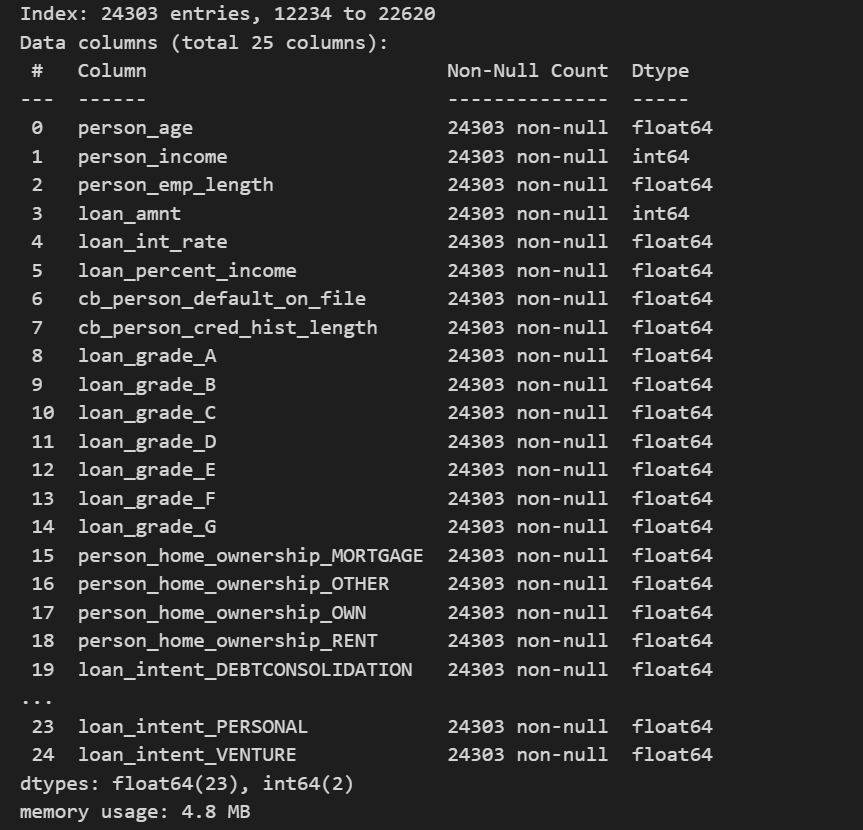 Index: 24303 entries, 12234 to 22620
Data columns (total 25 columns):
 #   Column                          Non-Null Count  Dtype
---  ------                          --------------  -----
 0   person_age                      24303 non-null  float64
 1   person_income                   24303 non-null  int64
 2   person_emp_length               24303 non-null  float64
 3   loan_amnt                       24303 non-null  int64
 4   loan_int_rate                   24303 non-null  float64
 5   loan_percent_income             24303 non-null  float64
 6   cb_person_default_on_file       24303 non-null  float64
 7   cb_person_cred_hist_length      24303 non-null  float64
 8   loan_grade_A                    24303 non-null  float64
 9   loan_grade_B                    24303 non-null  float64
 10  loan_grade_C                    24303 non-null  float64
 11  loan_grade_D                    24303 non-null  float64
 12  loan_grade_E                    24303 non-null  float64
 13  loan_grade_F                    24303 non-null  float64
 14  loan_grade_G                    24303 non-null  float64
 15  person_home_ownership_MORTGAGE  24303 non-null  float64
 16  person_home_ownership_OTHER     24303 non-null  float64
 17  person_home_ownership_OWN       24303 non-null  float64
 18  person_home_ownership_RENT      24303 non-null  float64
 19  loan_intent_DEBTCONSOLIDATION   24303 non-null  float64
...
 23  loan_intent_PERSONAL            24303 non-null  float64
 24  loan_intent_VENTURE             24303 non-null  float64
dtypes: float64(23), int64(2)
memory usage: 4.8 MB